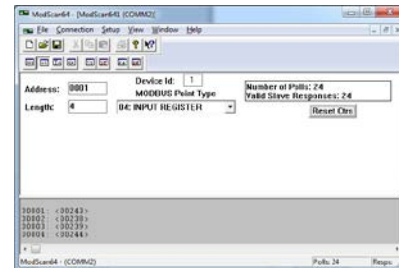 ModScan64 - [ModScan641 (COMM2)]
File Connection Setup View Window Help
Address: 0001
Device Id: 1
MODBUS Point Type
Length: 4
04: INPUT REGISTER
Number of Polls: 24
Valid Slave Responses: 24
Reset Ctrs
30001: <00243>
30002: <00238>
30003: <00239>
30004: <00244>
ModScan64 - (COMM2)
Polls: 24
Resps: